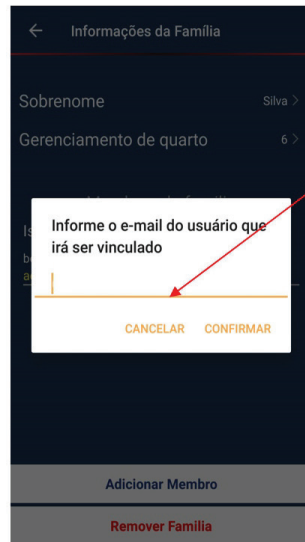 Informações da Família
Sobrenome
Silva >
Gerenciamento de quarto
6 >
Informe o e-mail do usuário que
irá ser vinculado
CANCELAR CONFIRMAR
Adicionar Membro
Remover Familia